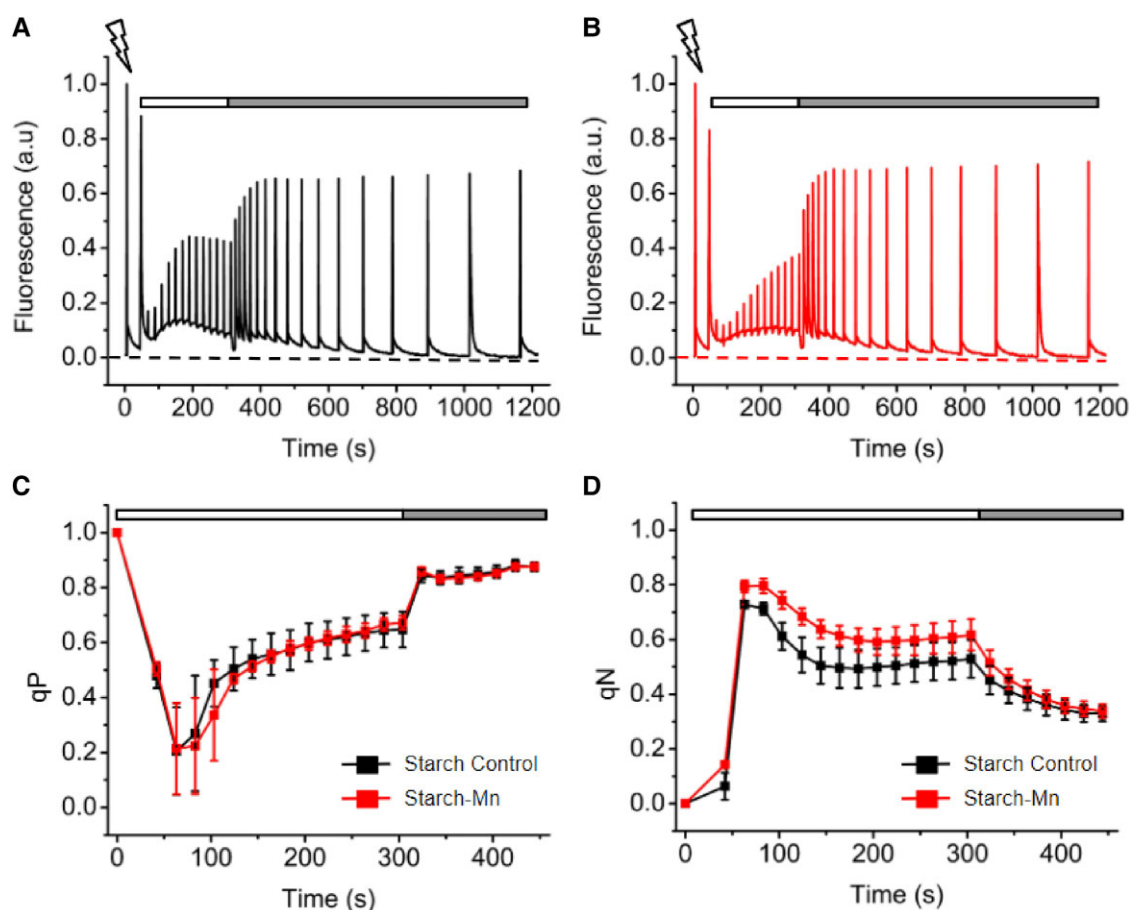 A
B
Fluorescence (a.u)
1.0
0.8
0.6
0.4
0.2
0.0
0 200 400 600 800 1000 1200
Time (s)
Fluorescence (a.u.)
1.0
0.8
0.6
0.4
0.2
0.0
0 200 400 600 800 1000 1200
Time (s)
C
D
qP
1.0
0.8
0.6
0.4
0.2
0.0
Starch Control
Starch-Mn
0 100 200 300 400
Time (s)
qN
1.0
0.8
0.6
0.4
0.2
0.0
Starch Control
Starch-Mn
0 100 200 300 400
Time (s)